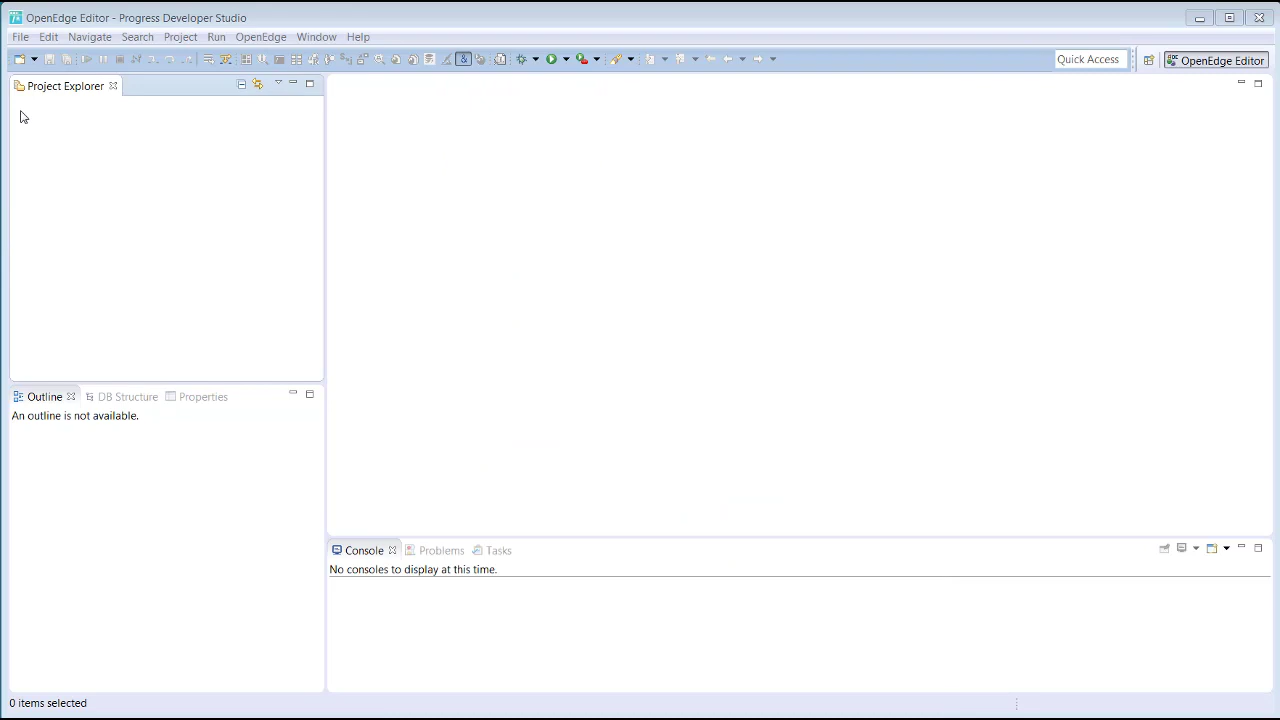 OpenEdge Editor - Progress Developer Studio
File Edit Navigate Search Project Run OpenEdge Window Help
Quick Access OpenEdge Editor
Project Explorer
Outline DB Structure Properties
An outline is not available.
Console Problems Tasks
No consoles to display at this time.
0 items selected